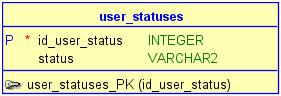 user_statuses
P * id_user_status INTEGER
status VARCHAR2
user_statuses_PK (id_user_status)